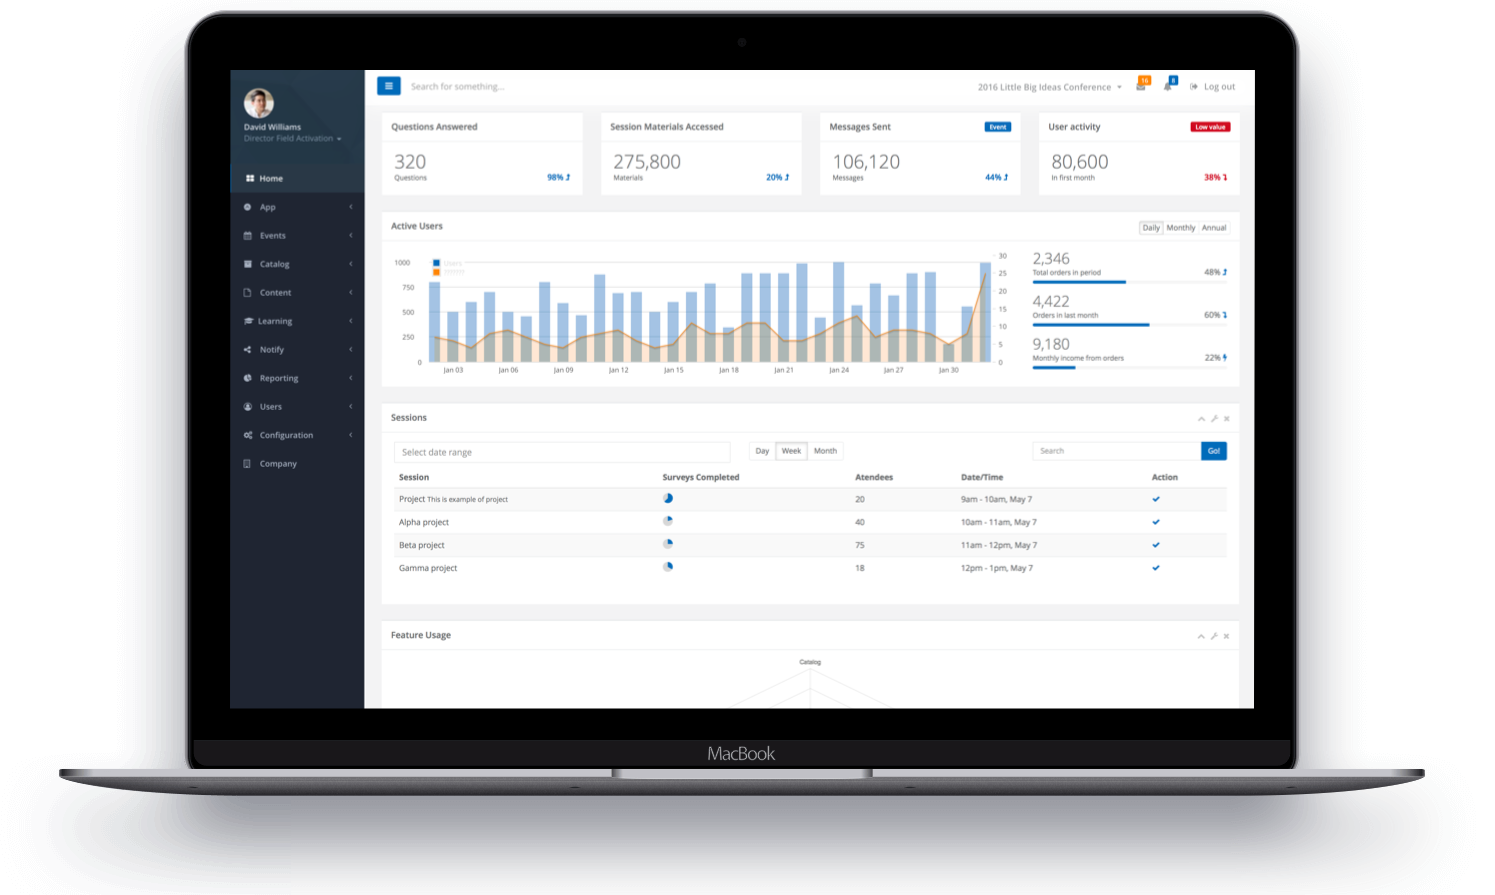 David Williams
Director Field Activation
Home
App
Events
Catalog
Content
Learning
Notify
Reporting
Users
Configuration
Company
Search for something...
2016 Little Big Ideas Conference
16
8
Log out
Questions Answered
320
Questions
98%
Session Materials Accessed
275,800
Materials
20%
Messages Sent
Event
106,120
Messages
44%
User activity
Low value
80,600
In first month
38%
Active Users
Daily Monthly Annual
1000
750
500
250
0
30
25
20
15
10
5
0
Jan 03 Jan 06 Jan 09 Jan 12 Jan 15 Jan 18 Jan 21 Jan 24 Jan 27 Jan 30
2,346
Total orders in period 48%
4,422
Orders in last month 60%
9,180
Monthly income from orders 22%
Sessions
Select date range Day Week Month Search Go!
Session Surveys Completed Atendees Date/Time Action
Project This is example of project 20 9am - 10am, May 7
Alpha project 40 10am - 11am, May 7
Beta project 75 11am - 12pm, May 7
Gamma project 18 12pm - 1pm, May 7
Feature Usage
Catalog
MacBook